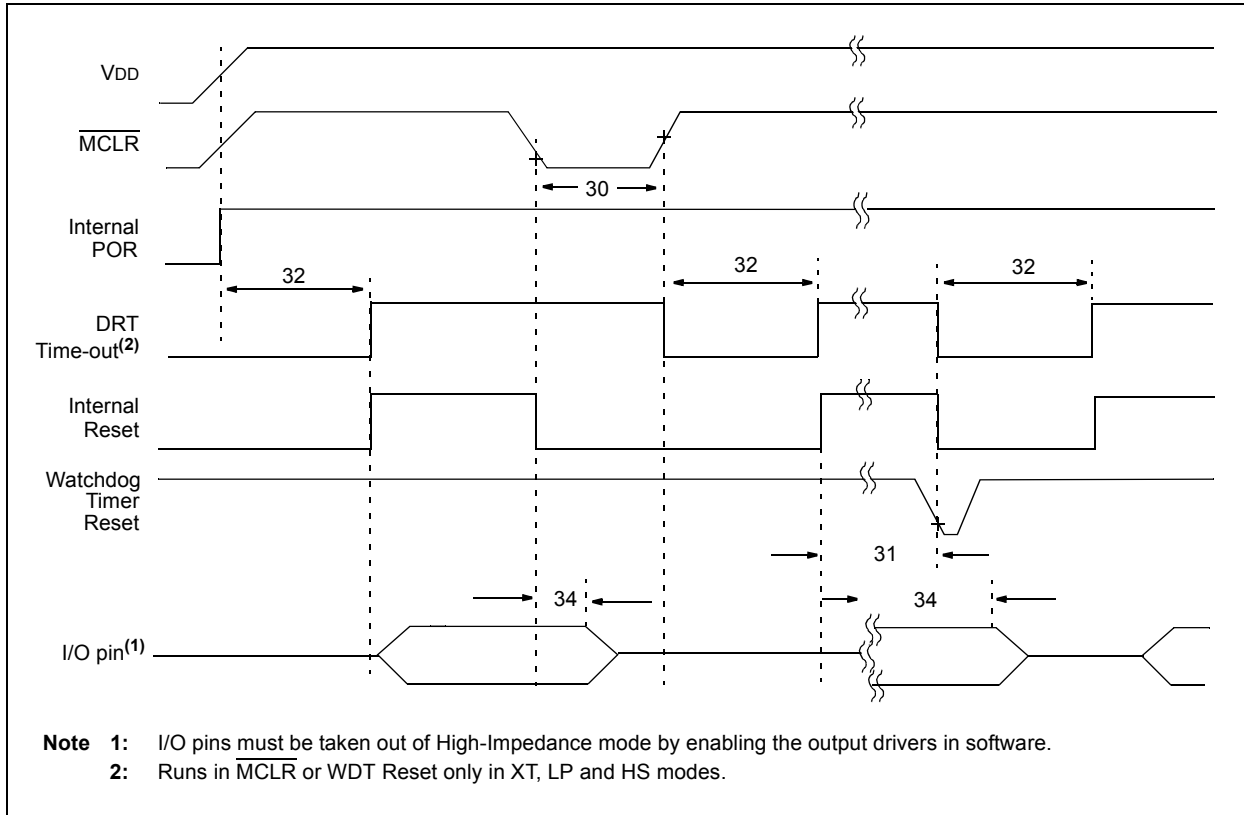 VDD
MCLR
30
Internal
POR
32
32
32
DRT
Time-out(2)
Internal
Reset
Watchdog
Timer
Reset
31
34
34
I/O pin(1)
Note 1: I/O pins must be taken out of High-Impedance mode by enabling the output drivers in software.
2: Runs in MCLR or WDT Reset only in XT, LP and HS modes.